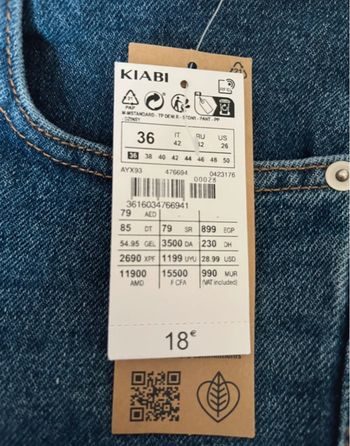 KIABI
RFID
PAP
M-MSTANDARD - TP DENI.R - STONY - PANT - PP
36 IT RU US
42 42 26
36 38 40 42 44 46 48 50
AYX93 476694 0423176
00028
3616034766941
79 AED
85 DT 79 SR 899 EGP
54.95 GEL 3500 DA 230 DH
2690 XPF 1199 UYU 28.99 USD
11900 15500 990 MUR
AMD F CFA (VAT included)
18€